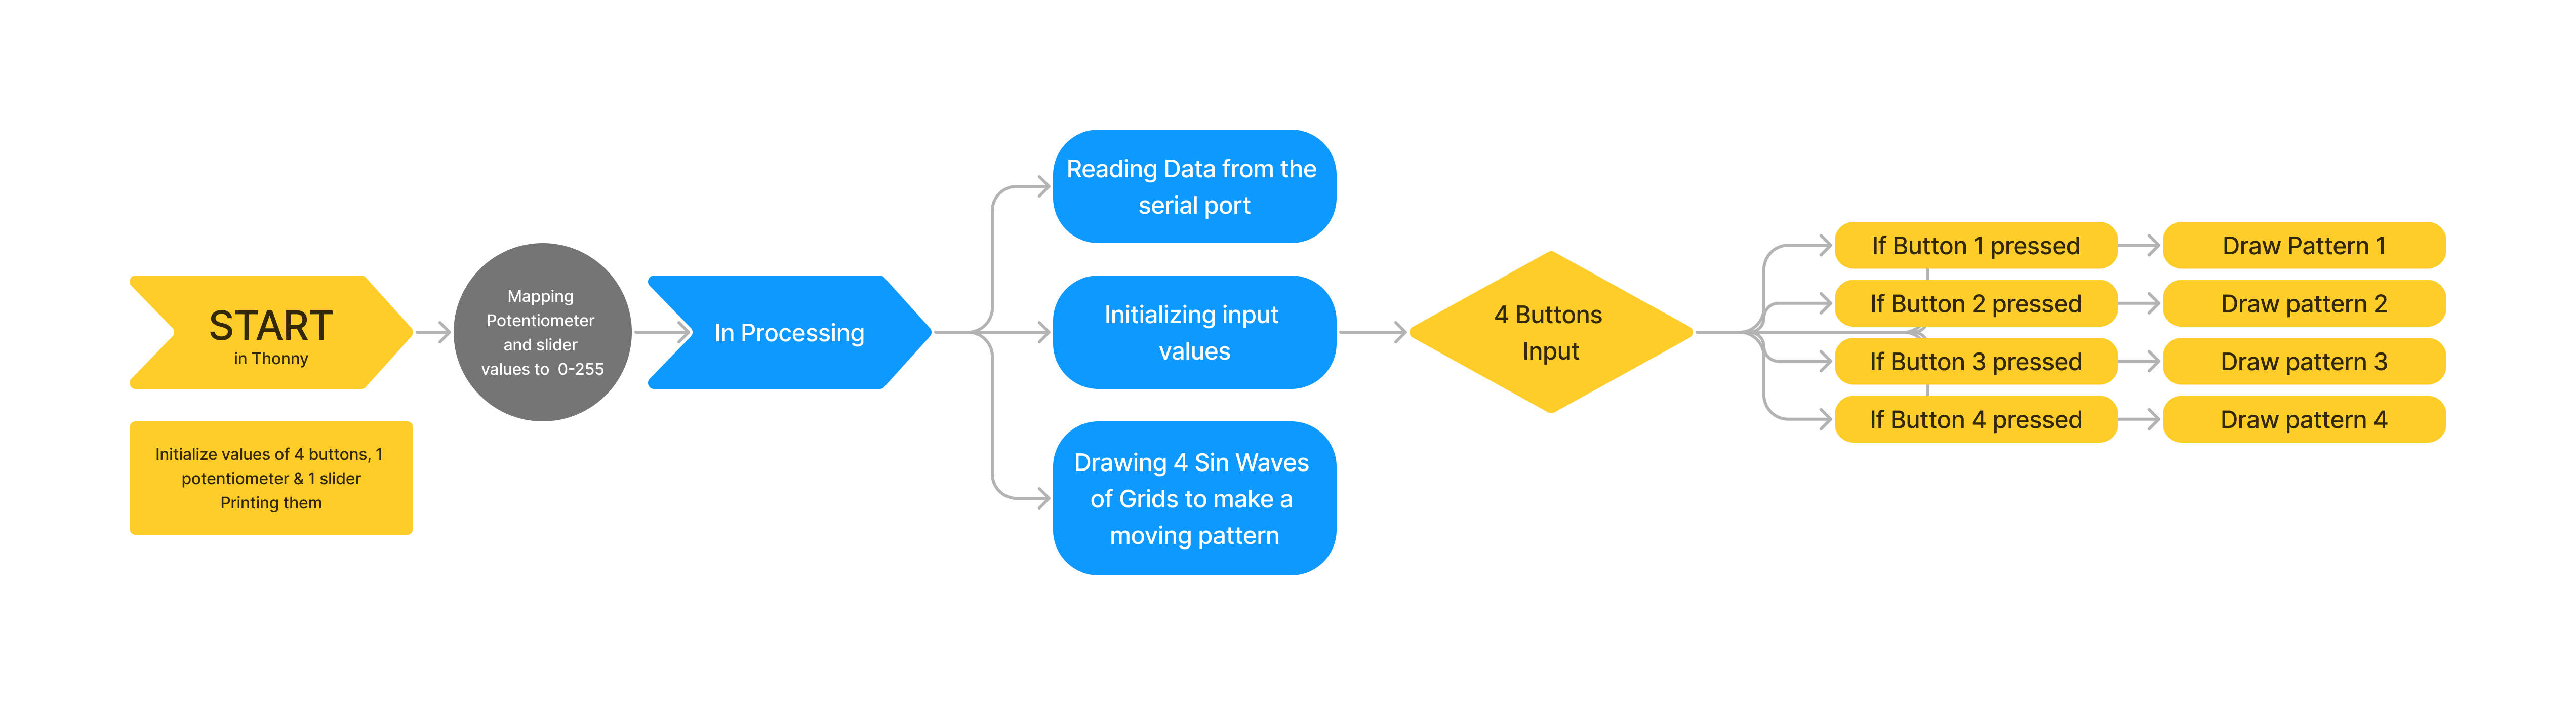 START
in Thonny
Initialize values of 4 buttons, 1
potentiometer & 1 slider
Printing them
Mapping
Potentiometer
and slider
values to 0-255
In Processing
Reading Data from the
serial port
Initializing input
values
Drawing 4 Sin Waves
of Grids to make a
moving pattern
4 Buttons
Input
If Button 1 pressed
Draw Pattern 1
If Button 2 pressed
Draw pattern 2
If Button 3 pressed
Draw pattern 3
If Button 4 pressed
Draw pattern 4